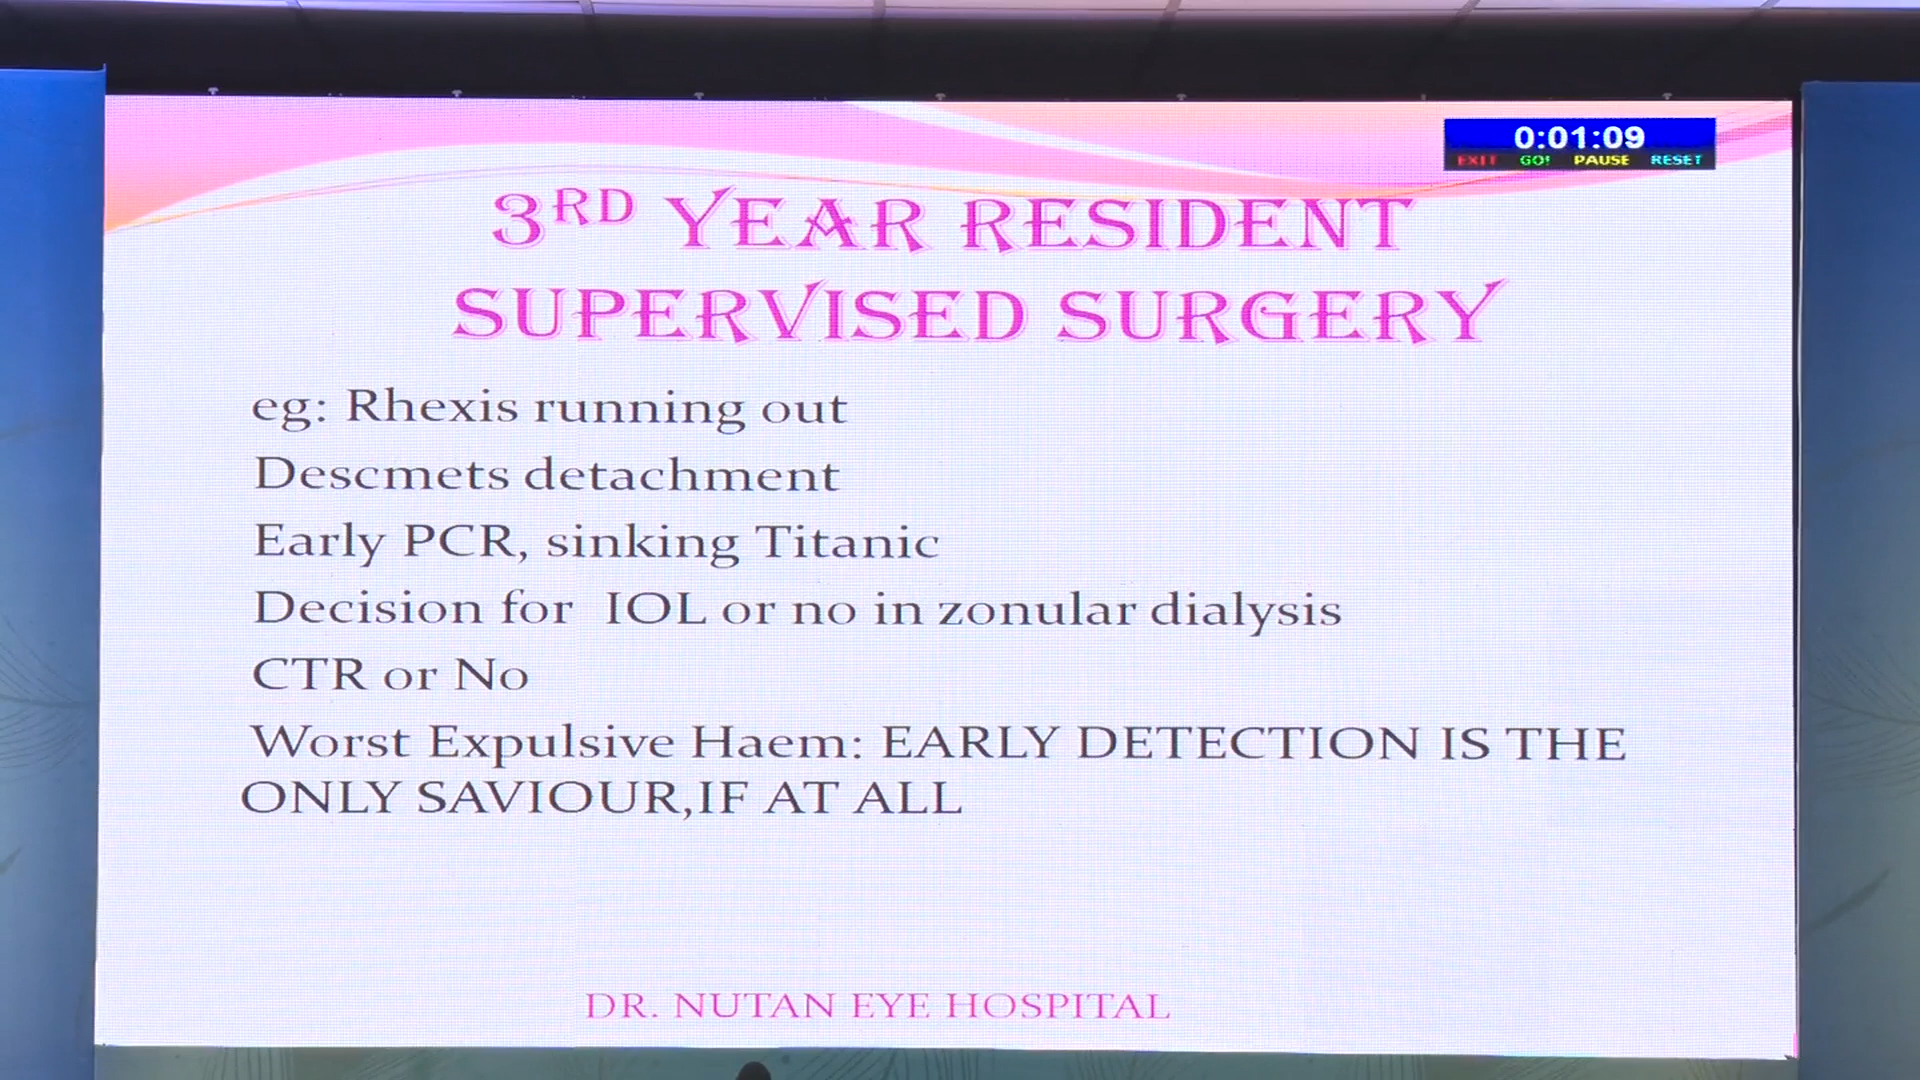 0:01:09
EXIT GO! PAUSE RESET
3RD YEAR RESIDENT
SUPERVISED SURGERY
eg: Rhexis running out
Descmets detachment
Early PCR, sinking Titanic
Decision for IOL or no in zonular dialysis
CTR or No
Worst Expulsive Haem: EARLY DETECTION IS THE
ONLY SAVIOUR,IF AT ALL
DR. NUTAN EYE HOSPITAL